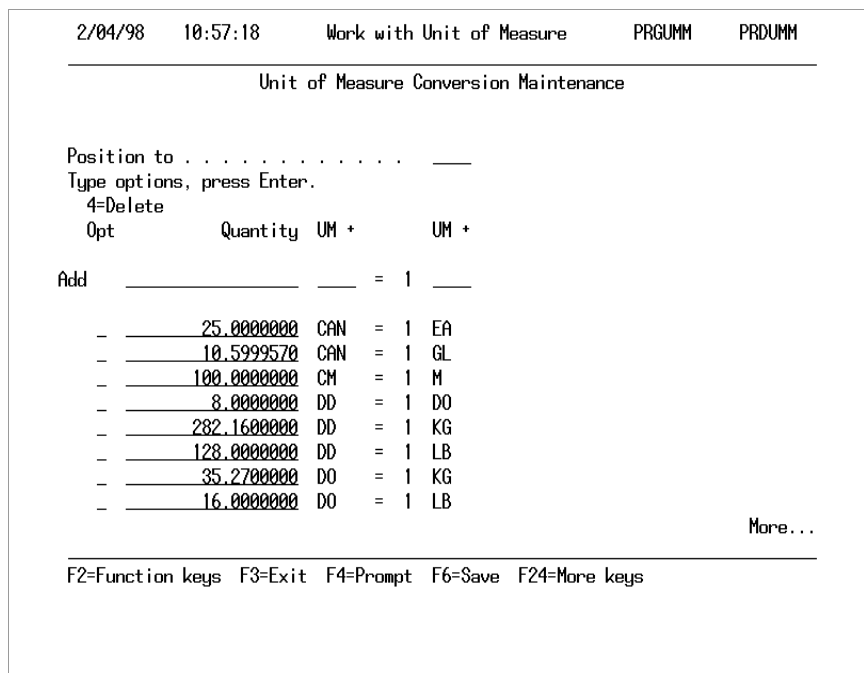 2/04/98 10:57:18 Work with Unit of Measure PRGUMM PRDUMM
Unit of Measure Conversion Maintenance
Position to . . . . . . . . . . . . ____
Type options, press Enter.
4=Delete
Opt Quantity UM + UM +
Add __________________ ____ = 1 ____
_ 25.0000000 CAN = 1 EA
_ 10.5999570 CAN = 1 GL
_ 100.0000000 CM = 1 M
_ 8.0000000 DD = 1 DO
_ 282.1600000 DD = 1 KG
_ 128.0000000 DD = 1 LB
_ 35.2700000 DO = 1 KG
_ 16.0000000 DO = 1 LB
More...
F2=Function keys F3=Exit F4=Prompt F6=Save F24=More keys